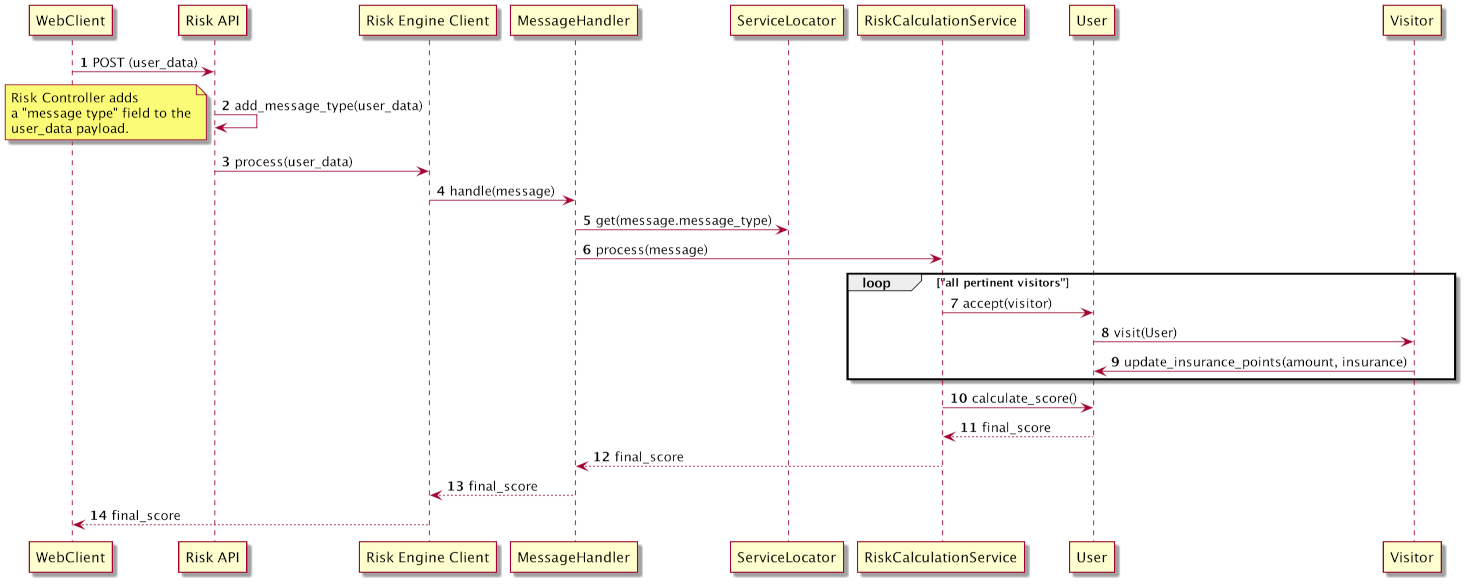 WebClient
Risk API
Risk Engine Client
MessageHandler
ServiceLocator
RiskCalculationService
User
Visitor
1 POST (user_data)
Risk Controller adds
a "message type" field to the
user_data payload.
2 add_message_type(user_data)
3 process(user_data)
4 handle(message)
5 get(message.message_type)
6 process(message)
loop ["all pertinent visitors"]
7 accept(visitor)
8 visit(User)
9 update_insurance_points(amount, insurance)
10 calculate_score()
11 final_score
12 final_score
13 final_score
14 final_score
WebClient
Risk API
Risk Engine Client
MessageHandler
ServiceLocator
RiskCalculationService
User
Visitor